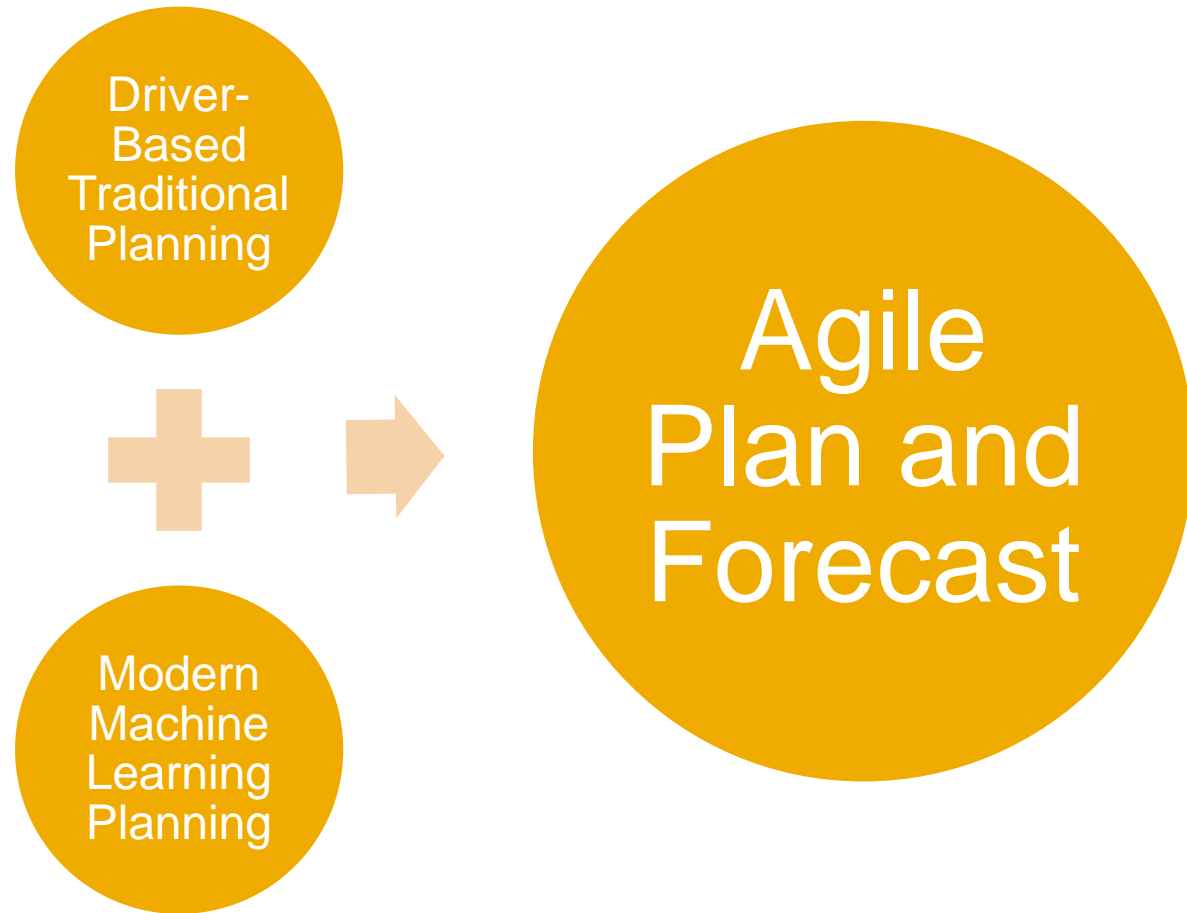 Driver-
Based
Traditional
Planning
Modern
Machine
Learning
Planning
Agile
Plan and
Forecast